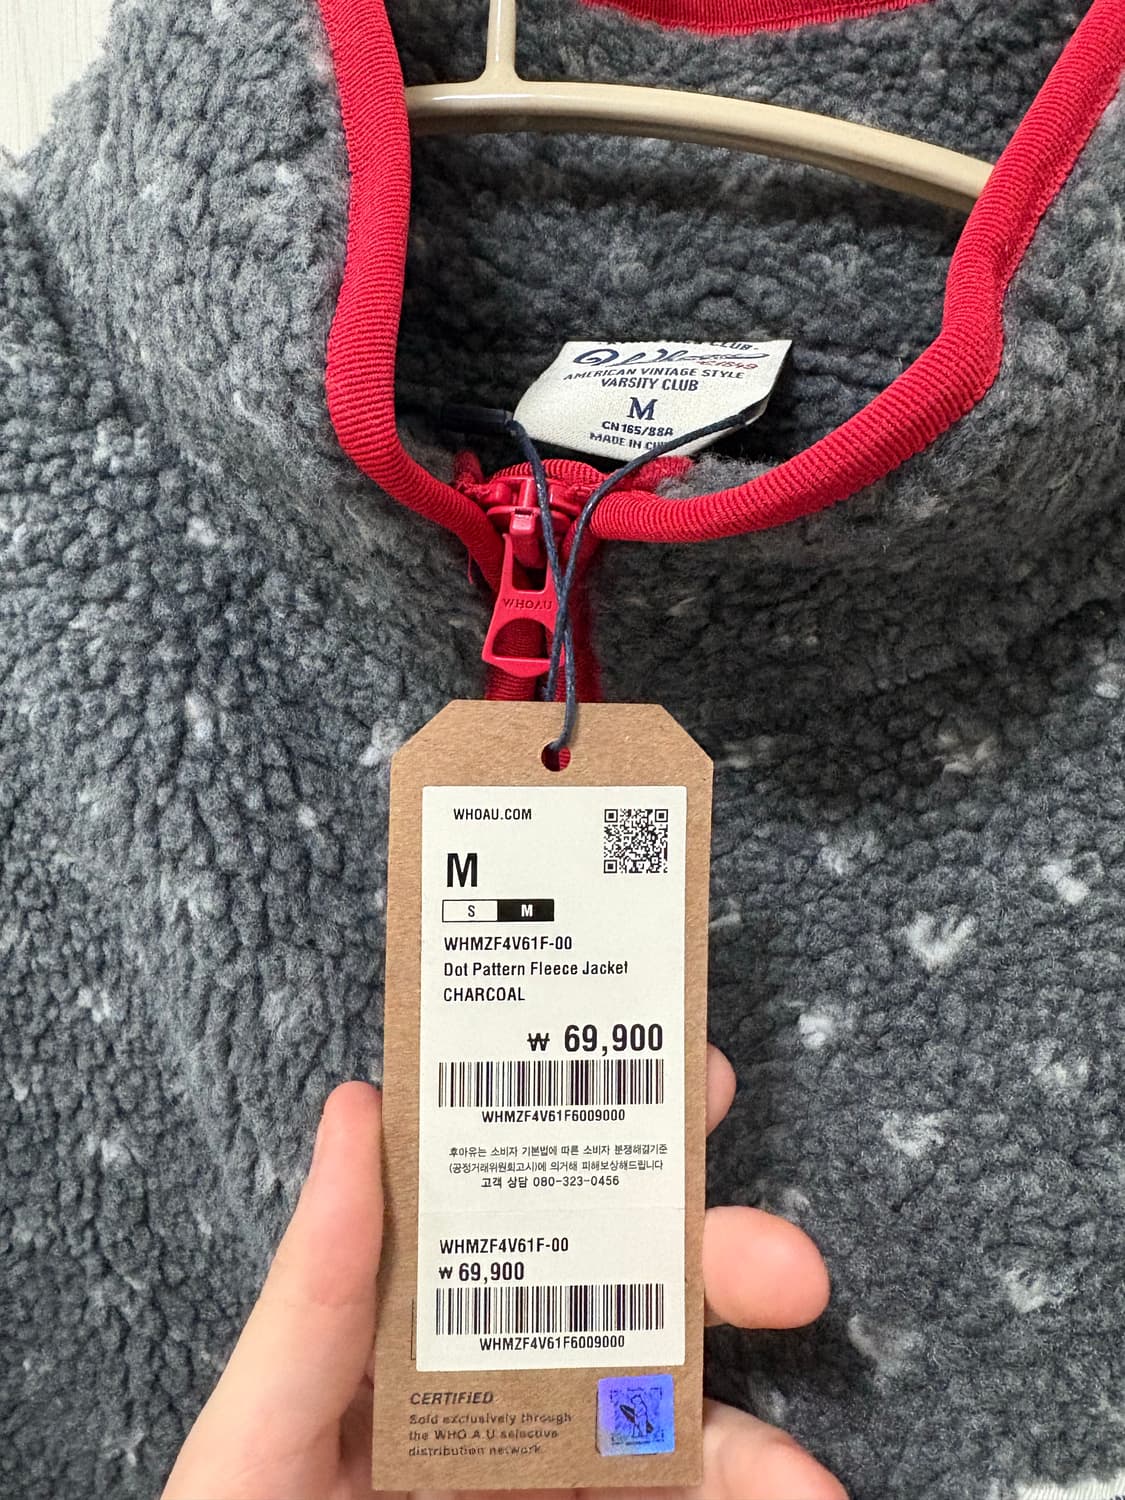 AMERICAN VINTAGE STYLE
VARSITY CLUB
M
CN 165/88A
MADE IN
WHOAU
WHOAU.COM
M
S M
WHMZF4V61F-00
Dot Pattern Fleece Jacket
CHARCOAL
₩ 69,900
WHMZF4V61F6009000
후아유는 소비자 기본법에 따른 소비자 분쟁해결기준
(공정거래위원회고시)에 의거해 피해보상해드립니다
고객 상담 080-323-0456
WHMZF4V61F-00
₩ 69,900
WHMZF4V61F6009000
CERTIFiED
Sold exclusively through
the WHO.A.U selective
distribution network.